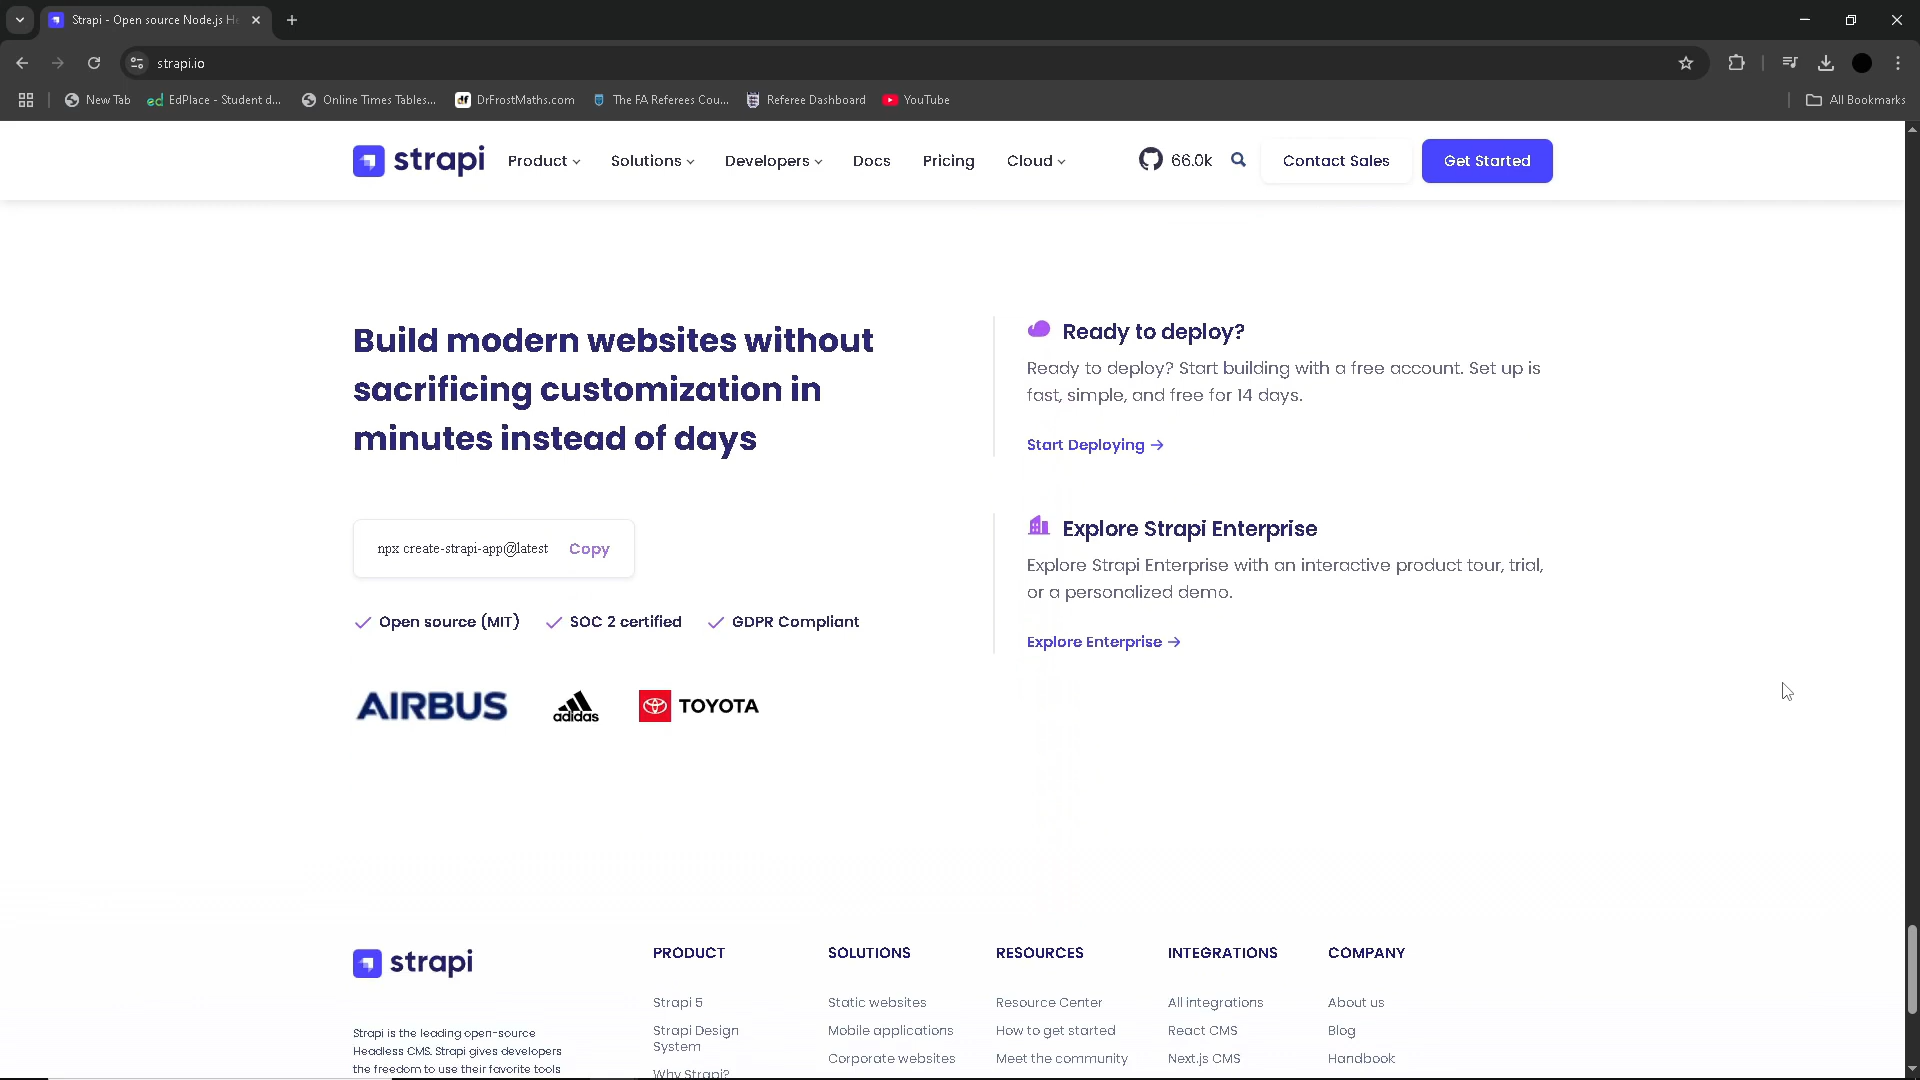 Strapi - Open source Node.js He
strapi.io
New Tab
EdPlace - Student d...
Online Times Tables...
DrFrostMaths.com
The FA Referees Cou...
Referee Dashboard
YouTube
All Bookmarks
strapi
Product
Solutions
Developers
Docs
Pricing
Cloud
66.0k
Contact Sales
Get Started
Build modern websites without
sacrificing customization in
minutes instead of days
npx create-strapi-app@latest
Copy
Open source (MIT)
SOC 2 certified
GDPR Compliant
AIRBUS
adidas
TOYOTA
Ready to deploy?
Ready to deploy? Start building with a free account. Set up is
fast, simple, and free for 14 days.
Start Deploying →
Explore Strapi Enterprise
Explore Strapi Enterprise with an interactive product tour, trial,
or a personalized demo.
Explore Enterprise →
strapi
Strapi is the leading open-source
Headless CMS. Strapi gives developers
the freedom to use their favorite tools
PRODUCT
Strapi 5
Strapi Design
System
Why Strapi?
SOLUTIONS
Static websites
Mobile applications
Corporate websites
RESOURCES
Resource Center
How to get started
Meet the community
INTEGRATIONS
All integrations
React CMS
Next.js CMS
COMPANY
About us
Blog
Handbook